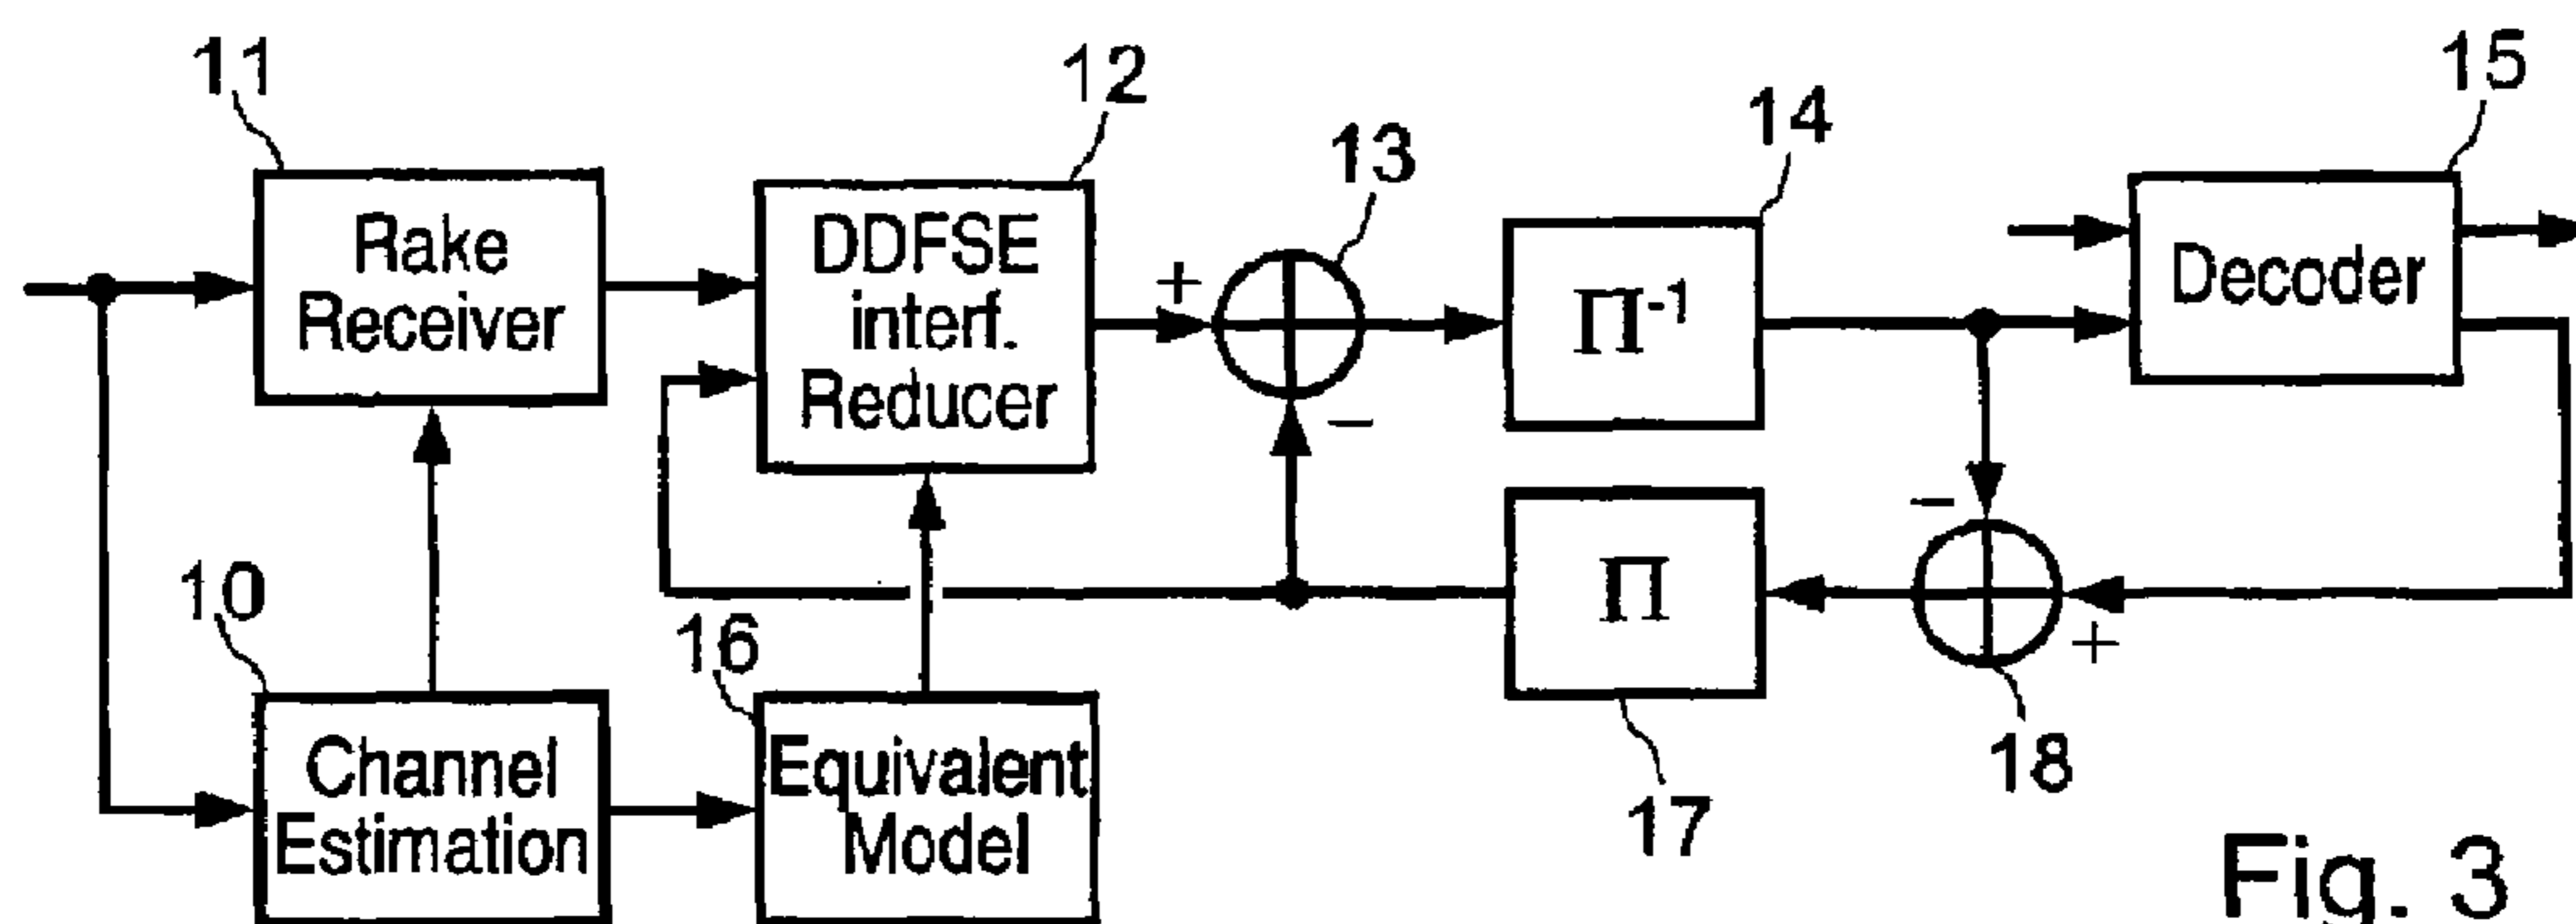 11
12
13
14
15
Rake
Receiver
DDFSE
interf.
Reducer
+
-
Π-1
Decoder
10
16
Channel
Estimation
Equivalent
Model
Π
17
-
+
18
Fig. 3